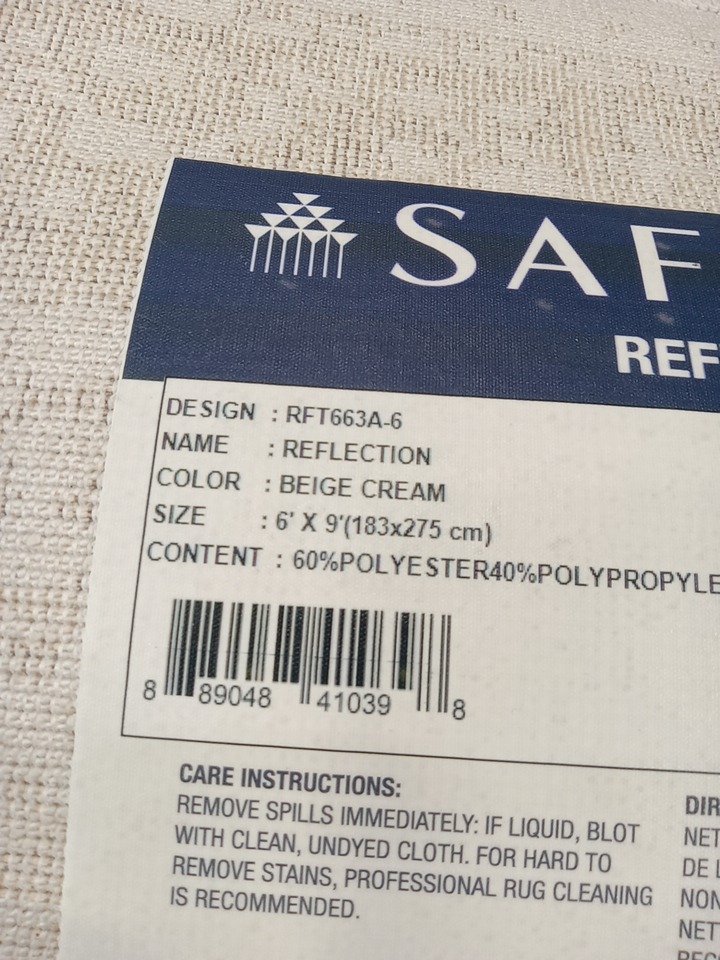 SAF
REF
DESIGN : RFT663A-6
NAME : REFLECTION
COLOR : BEIGE CREAM
SIZE : 6' X 9'(183x275 cm)
CONTENT : 60%POLYESTER40%POLYPROPYLE
8 89048 41039 8
CARE INSTRUCTIONS:
REMOVE SPILLS IMMEDIATELY: IF LIQUID, BLOT
WITH CLEAN, UNDYED CLOTH. FOR HARD TO
REMOVE STAINS, PROFESSIONAL RUG CLEANING
IS RECOMMENDED.
DIR
NET
DE L
NON
NET